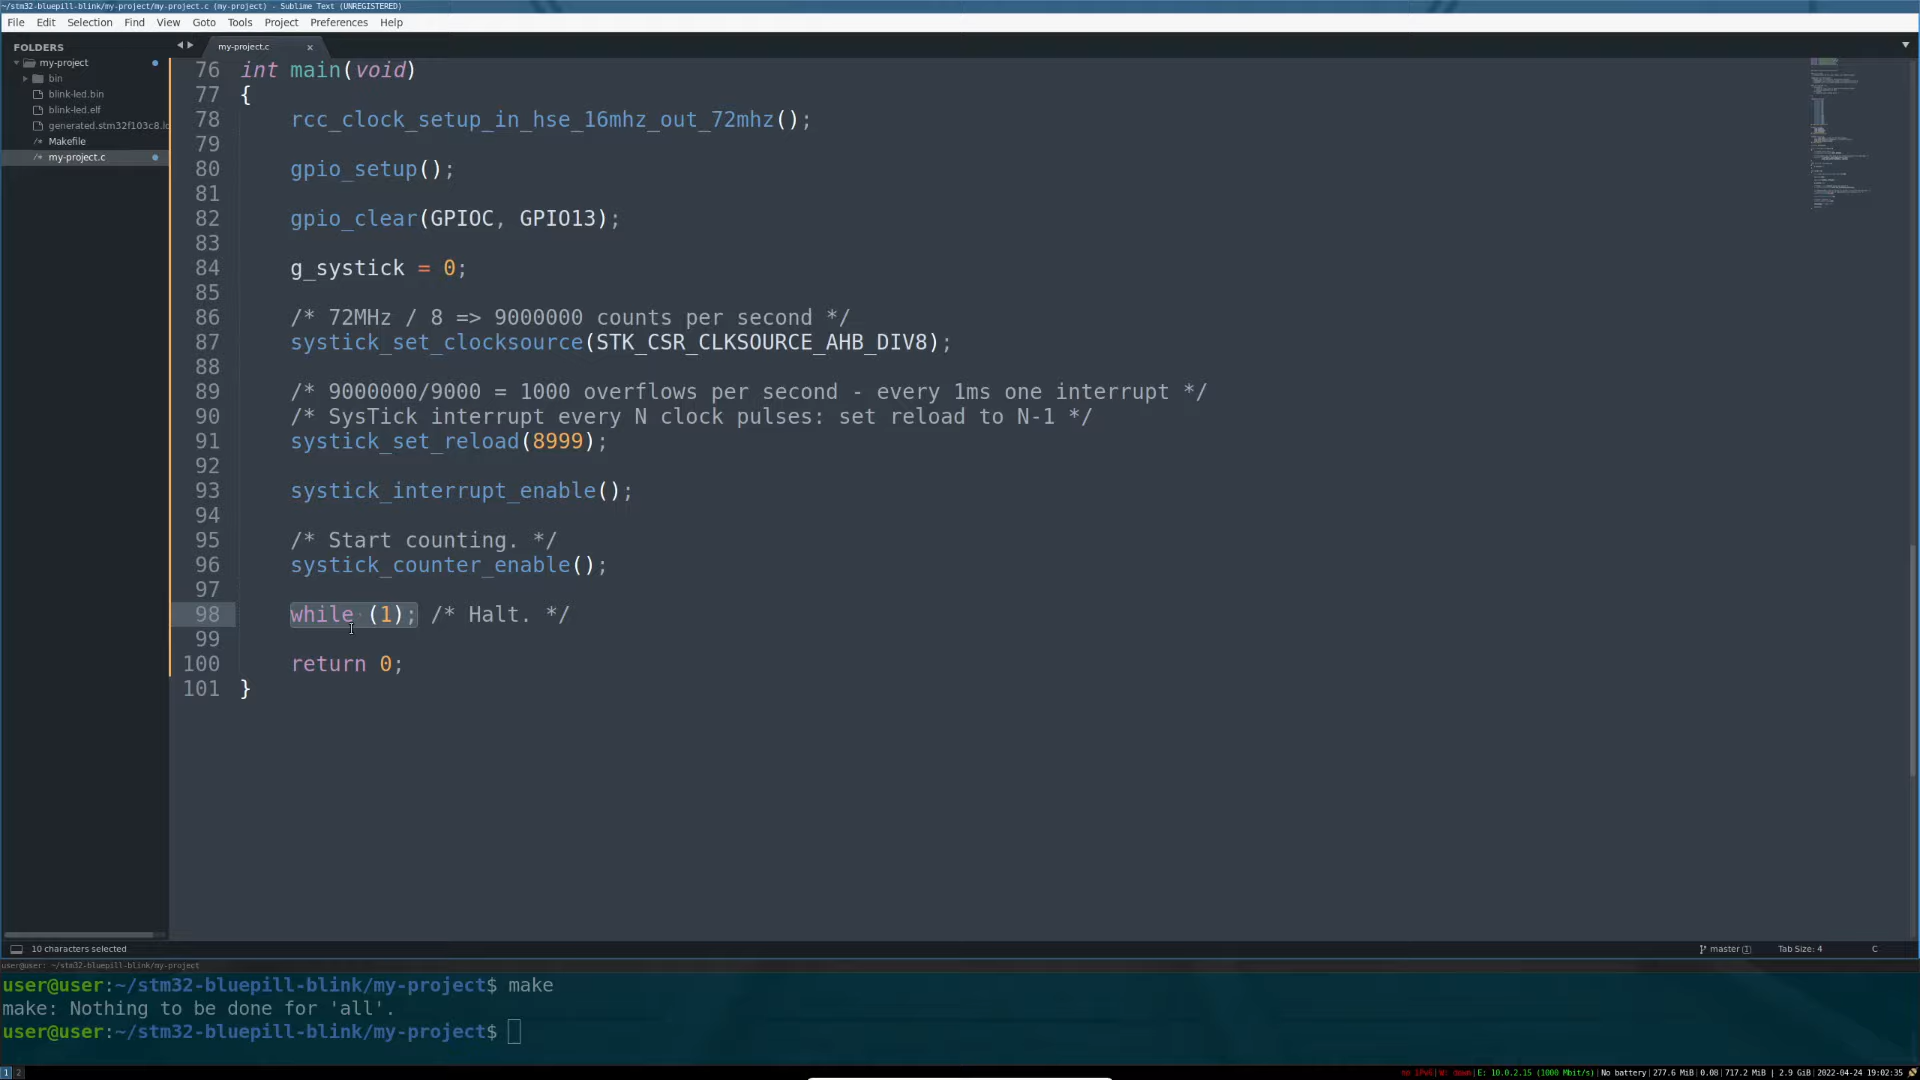 ~/stm32-bluepill-blink/my-project/my-project.c (my-project) - Sublime Text (UNREGISTERED)
File Edit Selection Find View Goto Tools Project Preferences Help
FOLDERS
my-project
bin
blink-led.bin
blink-led.elf
generated.stm32f103c8.lc
Makefile
my-project.c
my-project.c ×
76 int main(void)
77 {
78 rcc_clock_setup_in_hse_16mhz_out_72mhz();
79
80 gpio_setup();
81
82 gpio_clear(GPIOC, GPIO13);
83
84 g_systick = 0;
85
86 /* 72MHz / 8 => 9000000 counts per second */
87 systick_set_clocksource(STK_CSR_CLKSOURCE_AHB_DIV8);
88
89 /* 9000000/9000 = 1000 overflows per second - every 1ms one interrupt */
90 /* SysTick interrupt every N clock pulses: set reload to N-1 */
91 systick_set_reload(8999);
92
93 systick_interrupt_enable();
94
95 /* Start counting. */
96 systick_counter_enable();
97
98 while (1); /* Halt. */
99
100 return 0;
101 }
10 characters selected
master (1) Tab Size: 4 C
user@user: ~/stm32-bluepill-blink/my-project
user@user:~/stm32-bluepill-blink/my-project$ make
make: Nothing to be done for 'all'.
user@user:~/stm32-bluepill-blink/my-project$
1 2
no IPv6|W: down|E: 10.0.2.15 (1000 Mbit/s)|No battery|277.6 MiB|0.08|717.2 MiB | 2.9 GiB|2022-04-24 19:02:35